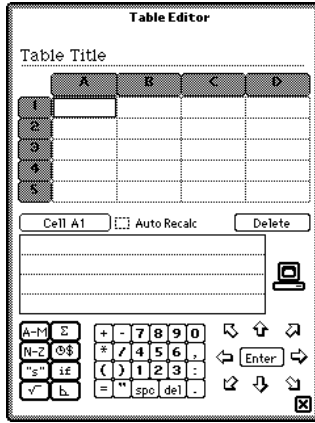 Table Editor
Table Title
A B C D
1
2
3
4
5
Cell A1 Auto Recalc Delete
A-M Σ + - 7 8 9 0
N-Z $ * / 4 5 6 , Enter
"s" if ( ) 1 2 3 :
√ = " spc del .